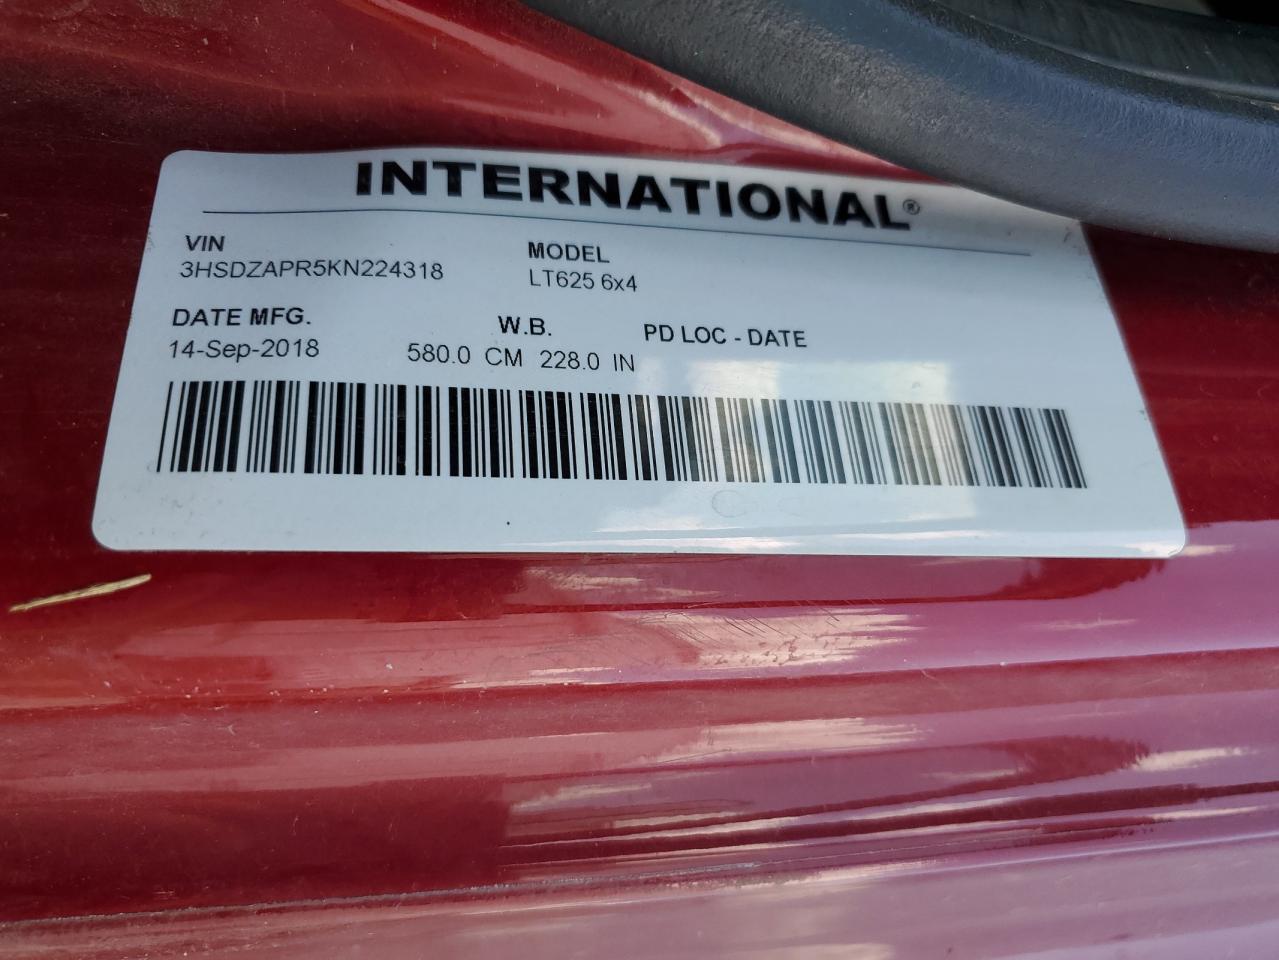 INTERNATIONAL®
VIN MODEL
3HSDZAPR5KN224318 LT625 6x4
DATE MFG. W.B. PD LOC - DATE
14-Sep-2018 580.0 CM 228.0 IN